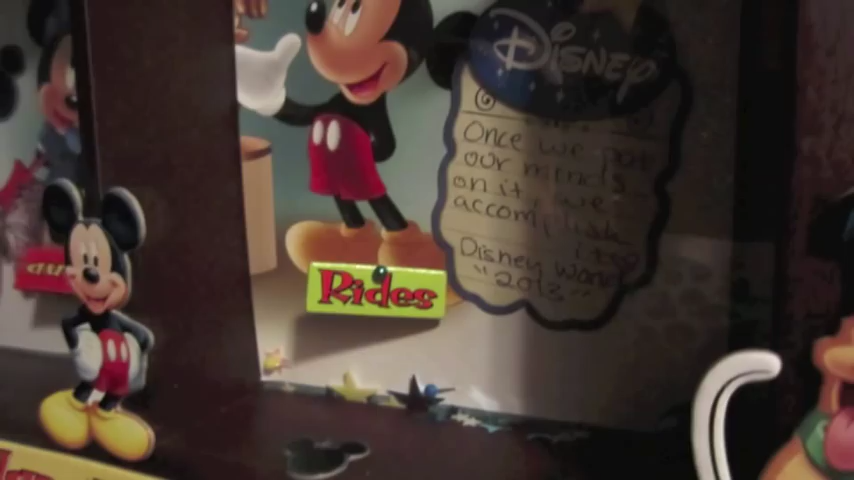 Disney
Once we put
our minds
on it, we
accomplish
Disney World
"2013"
Rides